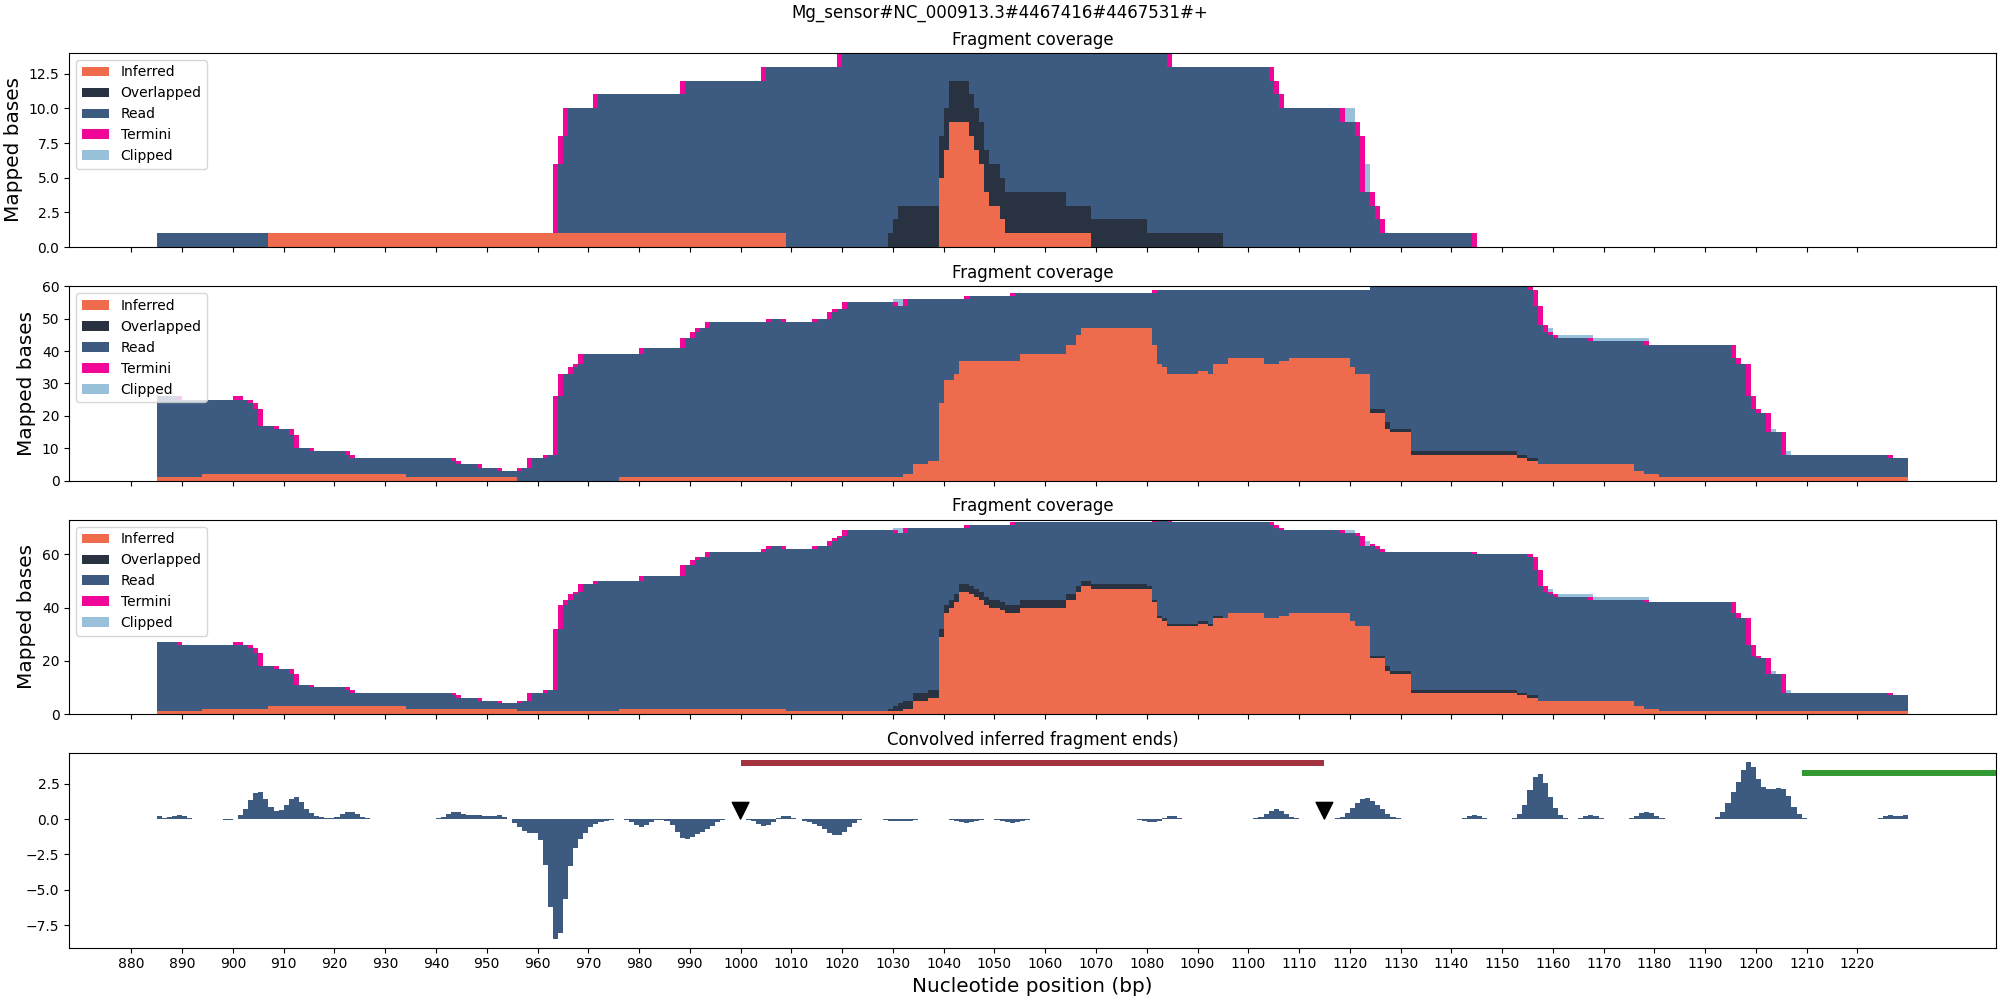 Mg_sensor#NC_000913.3#4467416#4467531#+
Fragment coverage
Mapped bases
12.5
10.0
7.5
5.0
2.5
0.0
Inferred
Overlapped
Read
Termini
Clipped
Fragment coverage
Mapped bases
60
50
40
30
20
10
0
Inferred
Overlapped
Read
Termini
Clipped
Fragment coverage
Mapped bases
60
40
20
0
Inferred
Overlapped
Read
Termini
Clipped
Convolved inferred fragment ends)
2.5
0.0
−2.5
−5.0
−7.5
880 890 900 910 920 930 940 950 960 970 980 990 1000 1010 1020 1030 1040 1050 1060 1070 1080 1090 1100 1110 1120 1130 1140 1150 1160 1170 1180 1190 1200 1210 1220
Nucleotide position (bp)